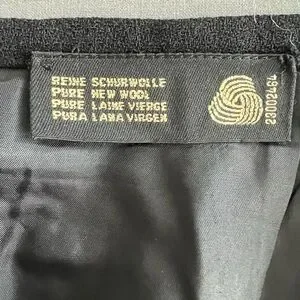 REINE SCHURWOLLE
PURE NEW WOOL
PURE LAINE VIERGE
PURA LANA VIRGEN
23002464